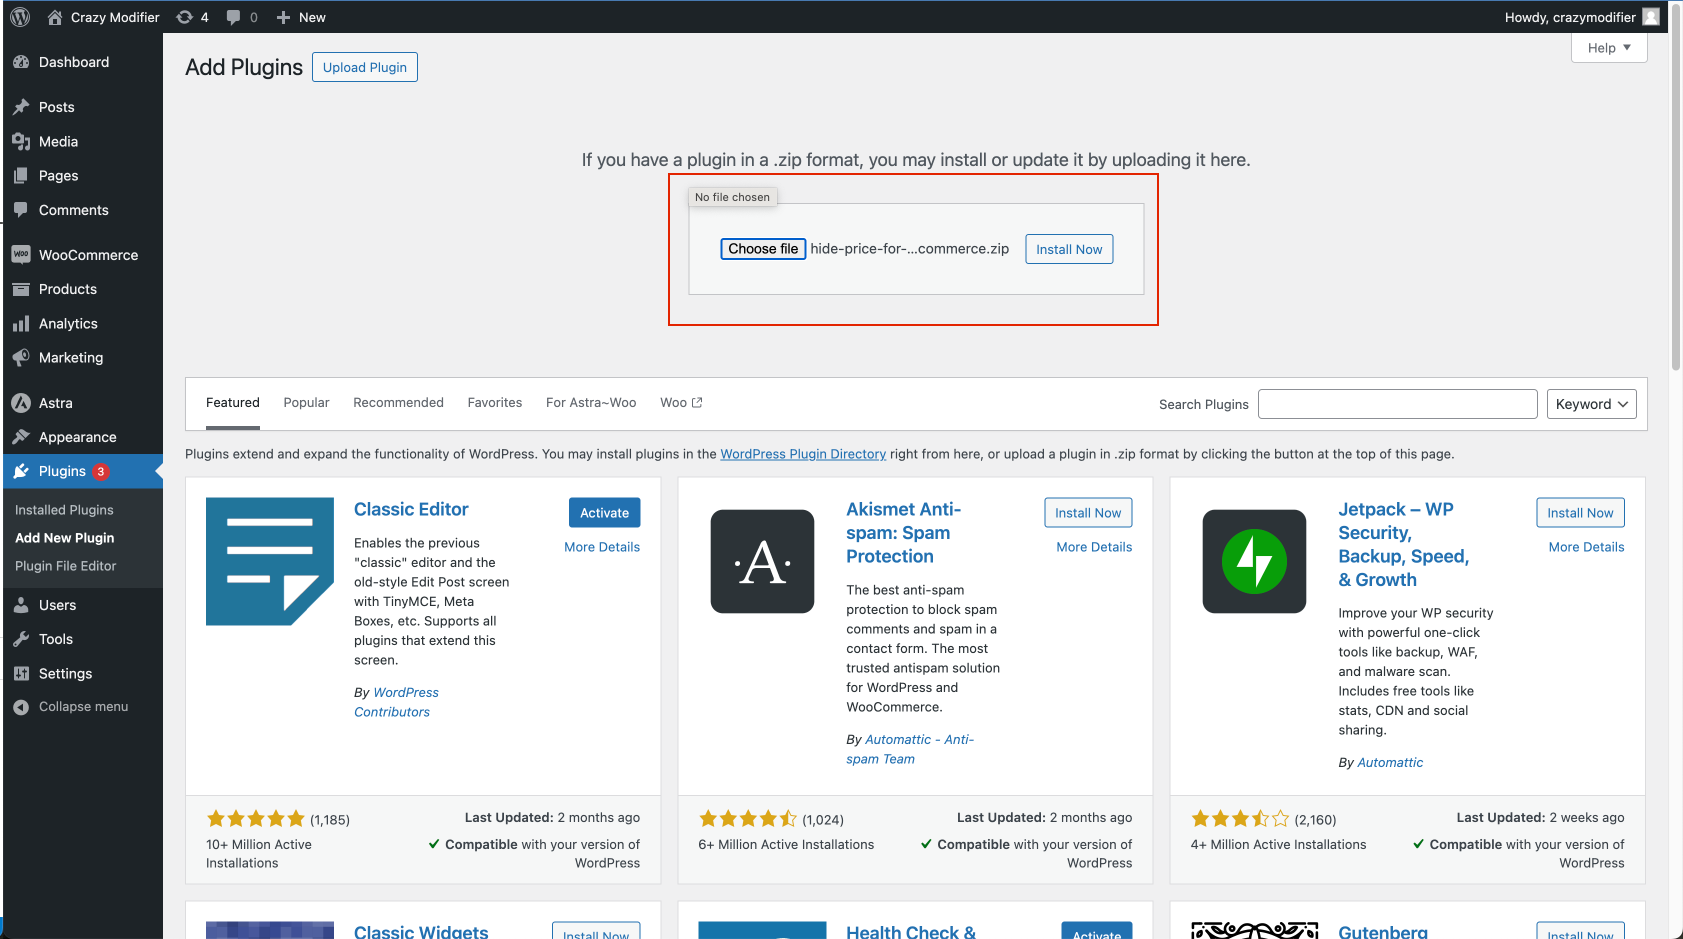 Crazy Modifier
4
0
New
Howdy, crazymodifier
Help
Dashboard
Posts
Media
Pages
Comments
WooCommerce
Products
Analytics
Marketing
Astra
Appearance
Plugins 3
Installed Plugins
Add New Plugin
Plugin File Editor
Users
Tools
Settings
Collapse menu
Add Plugins
Upload Plugin
If you have a plugin in a .zip format, you may install or update it by uploading it here.
No file chosen
Choose file hide-price-for-...commerce.zip
Install Now
Featured
Popular
Recommended
Favorites
For Astra~Woo
Woo
Search Plugins
Keyword
Plugins extend and expand the functionality of WordPress. You may install plugins in the WordPress Plugin Directory right from here, or upload a plugin in .zip format by clicking the button at the top of this page.
Classic Editor
Activate
More Details
Enables the previous
"classic" editor and the
old-style Edit Post screen
with TinyMCE, Meta
Boxes, etc. Supports all
plugins that extend this
screen.
By WordPress
Contributors
(1,185)
10+ Million Active
Installations
Last Updated: 2 months ago
Compatible with your version of
WordPress
·A·
Akismet Anti-
spam: Spam
Protection
Install Now
More Details
The best anti-spam
protection to block spam
comments and spam in a
contact form. The most
trusted antispam solution
for WordPress and
WooCommerce.
By Automattic - Anti-
spam Team
(1,024)
6+ Million Active Installations
Last Updated: 2 months ago
Compatible with your version of
WordPress
Jetpack – WP
Security,
Backup, Speed,
& Growth
Install Now
More Details
Improve your WP security
with powerful one-click
tools like backup, WAF,
and malware scan.
Includes free tools like
stats, CDN and social
sharing.
By Automattic
(2,160)
4+ Million Active Installations
Last Updated: 2 weeks ago
Compatible with your version of
WordPress
Classic Widgets
Install Now
Health Check &
Activate
Gutenberg
Install Now